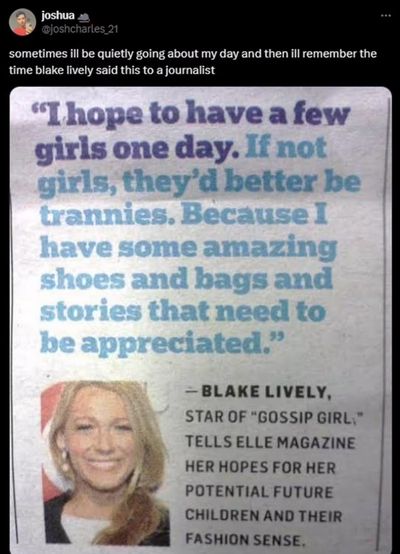 joshua
@joshcharles_21
sometimes ill be quietly going about my day and then ill remember the
time blake lively said this to a journalist
“I hope to have a few
girls one day. If not
girls, they’d better be
trannies. Because I
have some amazing
shoes and bags and
stories that need to
be appreciated.”
—BLAKE LIVELY,
STAR OF “GOSSIP GIRL,”
TELLS ELLE MAGAZINE
HER HOPES FOR HER
POTENTIAL FUTURE
CHILDREN AND THEIR
FASHION SENSE.